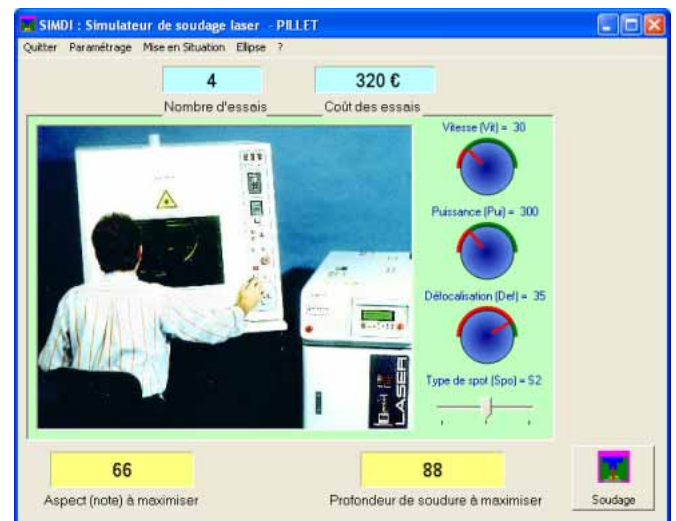 SIMDI : Simulateur de soudage laser - PILLET
Quitter Paramétrage Mise en Situation Ellipse ?
4 320 €
Nombre d'essais Coût des essais
Vitesse (Vit) = 30
Puissance (Pui) = 300
Délocalisation (Def) = 35
Type de spot (Spo) = S2
LASER
66 88
Aspect (note) à maximiser Profondeur de soudure à maximiser Soudage